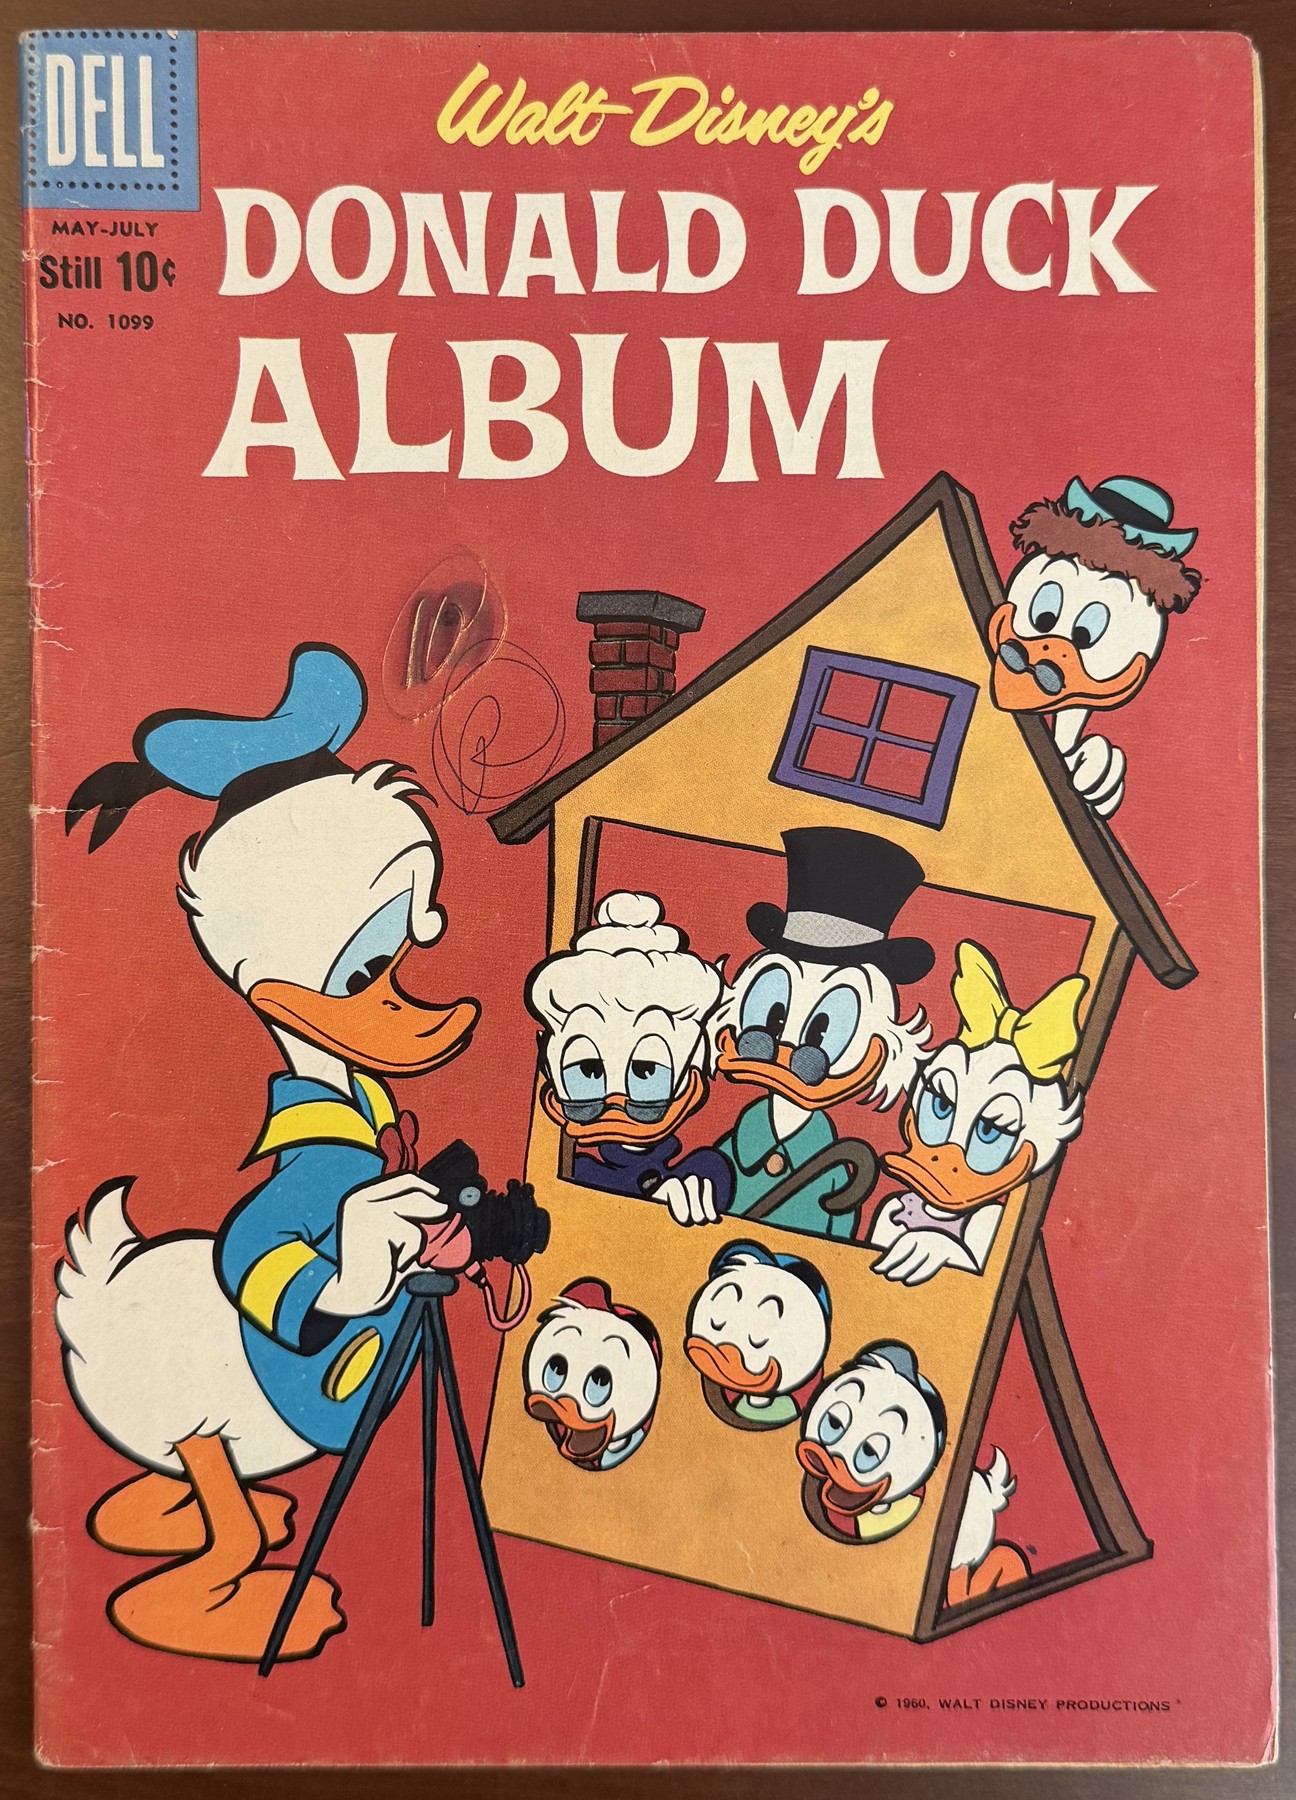 DELL
MAY-JULY
Still 10¢
NO. 1099
Walt Disney's
DONALD DUCK
ALBUM
D
R
© 1960, WALT DISNEY PRODUCTIONS